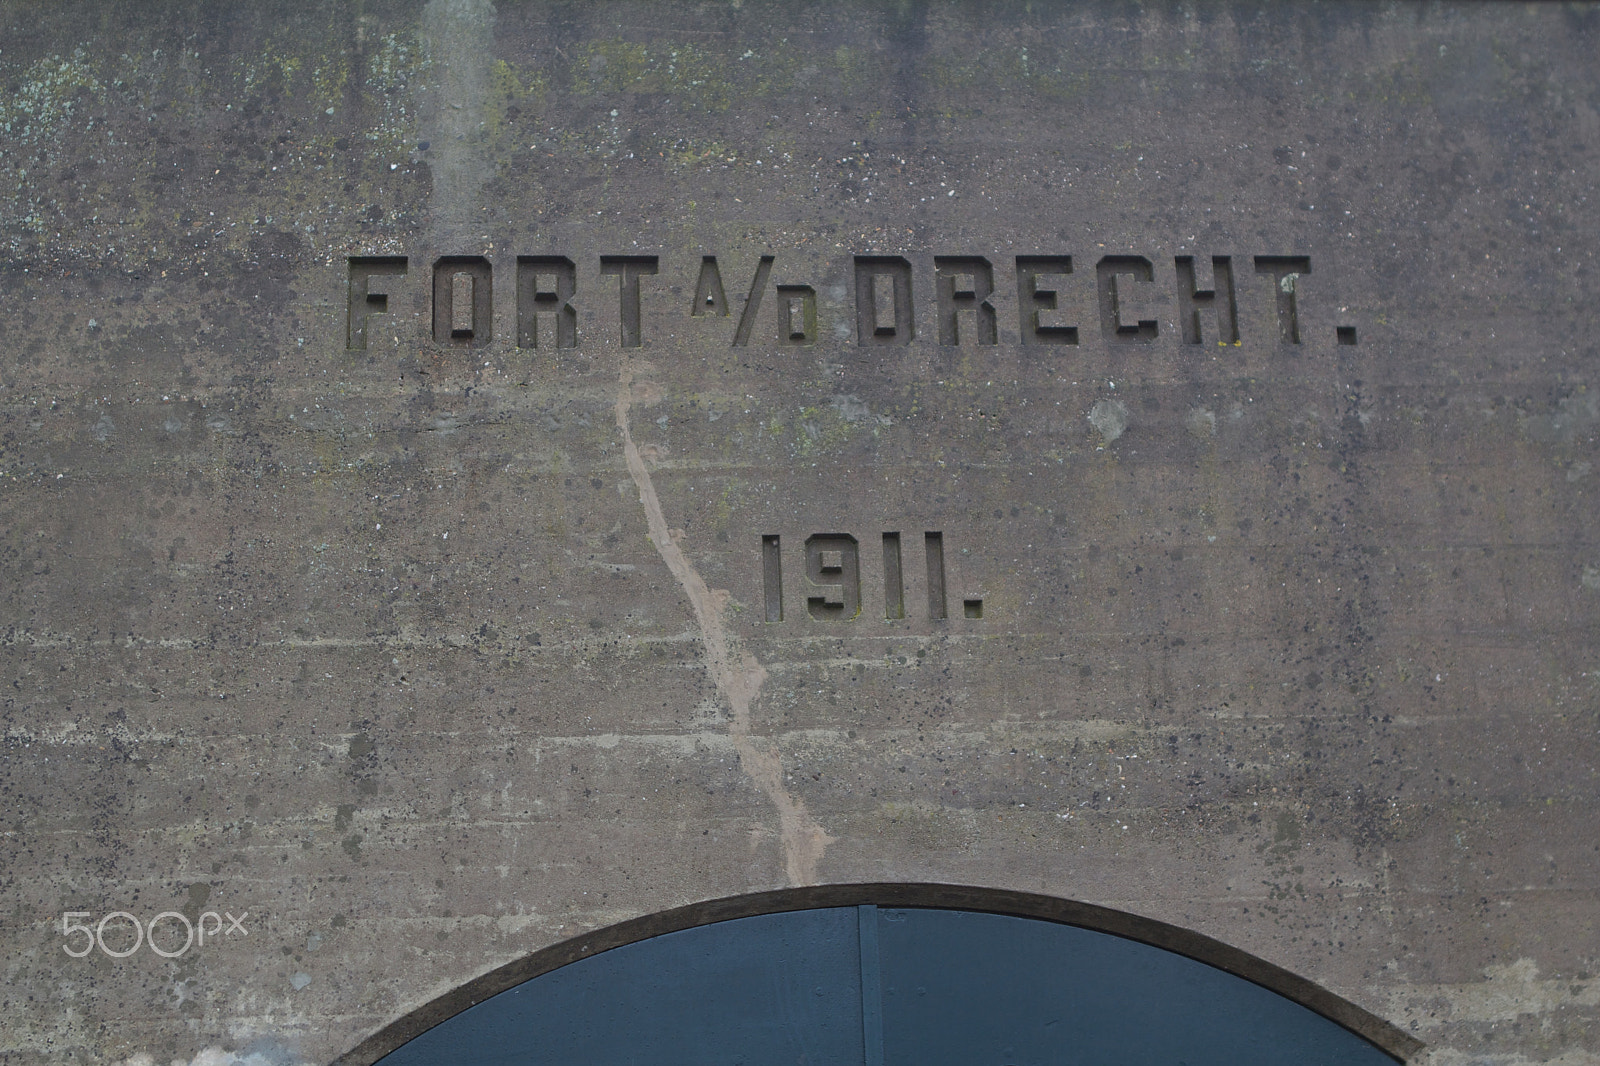 FORT A/D DRECHT.
1911.
500px